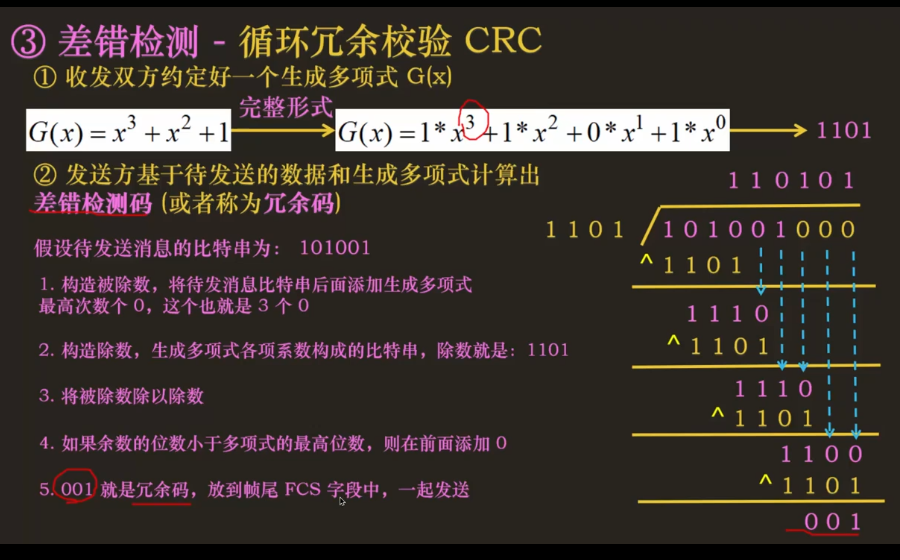 ③ 差错检测 - 循环冗余校验 CRC
① 收发双方约定好一个生成多项式 G(x)
G(x) = x³ + x² + 1
完整形式
G(x) = 1* x³ + 1* x² + 0* x¹ + 1* x⁰
1101
② 发送方基于待发送的数据和生成多项式计算出
差错检测码 (或者称为冗余码)
假设待发送消息的比特串为： 101001
1. 构造被除数，将待发消息比特串后面添加生成多项式
最高次数个 0，这个也就是 3 个 0
2. 构造除数，生成多项式各项系数构成的比特串，除数就是：1101
3. 将被除数除以除数
4. 如果余数的位数小于多项式的最高位数，则在前面添加 0
5. 001 就是冗余码，放到帧尾 FCS 字段中，一起发送
1 1 0 1 0 1
1 1 0 1
1 0 1 0 0 1 0 0 0
^ 1 1 0 1
1 1 1 0
^ 1 1 0 1
1 1 1 0
^ 1 1 0 1
1 1 0 0
^ 1 1 0 1
0 0 1